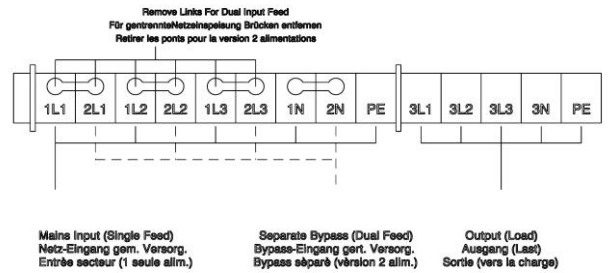 Remove Links For Dual Input Feed
Für gentrennteNetzeinspeisung Brücken entfernen
Retirer les ponts pour la version 2 alimentations
1L1 2L1 1L2 2L2 1L3 2L3 1N 2N PE 3L1 3L2 3L3 3N PE
Mains Input (Single Feed)
Netz-Eingang gem. Versorg.
Entrèe secteur (1 seule alim.)
Separate Bypass (Dual Feed)
Bypass-Eingang gert. Versorg.
Bypass sèparè (vèrsion 2 alim.)
Output (Load)
Ausgang (Last)
Sortie (vers la charge)